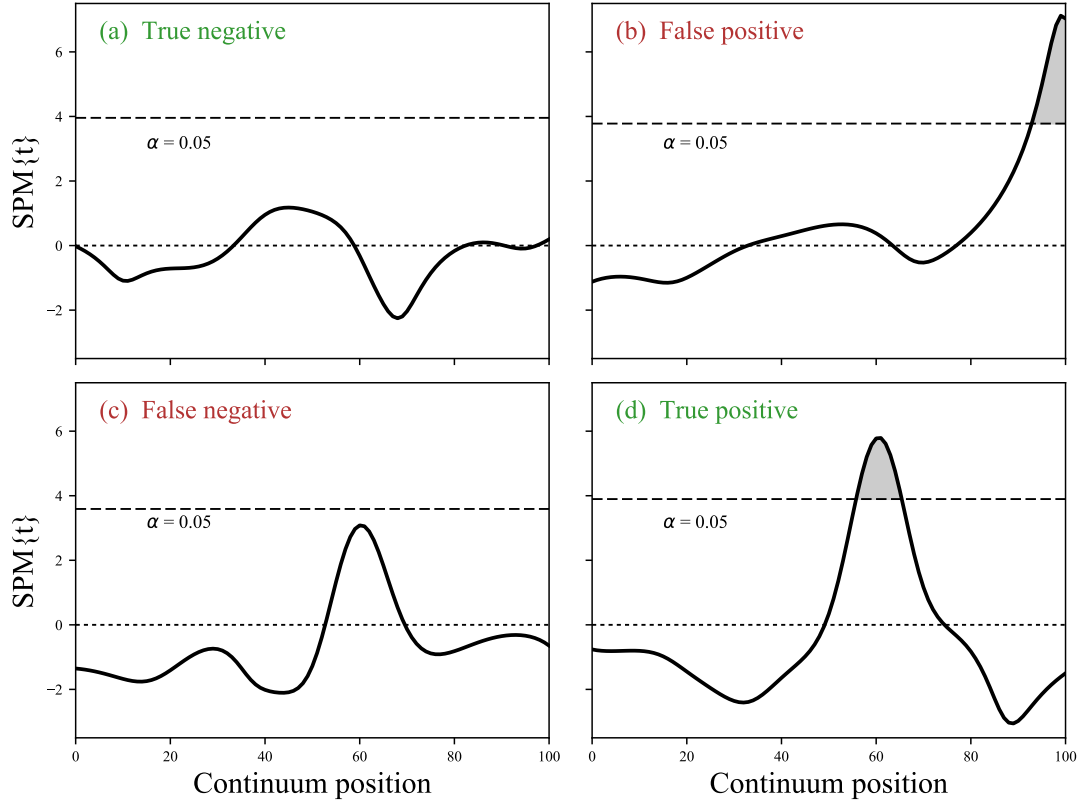 (a) True negative
6
4
α = 0.05
2
0
−2
SPM{t}
(b) False positive
α = 0.05
(c) False negative
6
4
α = 0.05
2
0
−2
SPM{t}
0 20 40 60 80 100
Continuum position
(d) True positive
α = 0.05
0 20 40 60 80 100
Continuum position